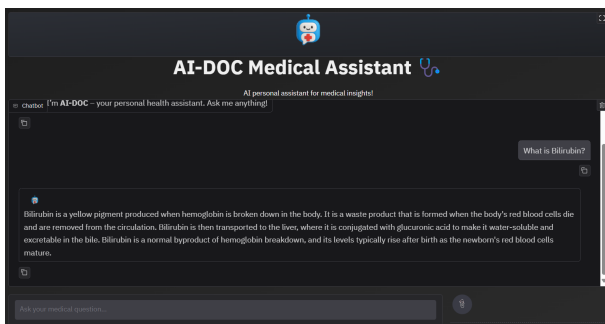 AI-DOC Medical Assistant
AI personal assistant for medical insights!
Chatbot
I'm AI-DOC – your personal health assistant. Ask me anything!
What is Bilirubin?
Bilirubin is a yellow pigment produced when hemoglobin is broken down in the body. It is a waste product that is formed when the body's red blood cells die
and are removed from the circulation. Bilirubin is then transported to the liver, where it is conjugated with glucuronic acid to make it water-soluble and
excretable in the bile. Bilirubin is a normal byproduct of hemoglobin breakdown, and its levels typically rise after birth as the newborn's red blood cells
mature.
Ask your medical question...